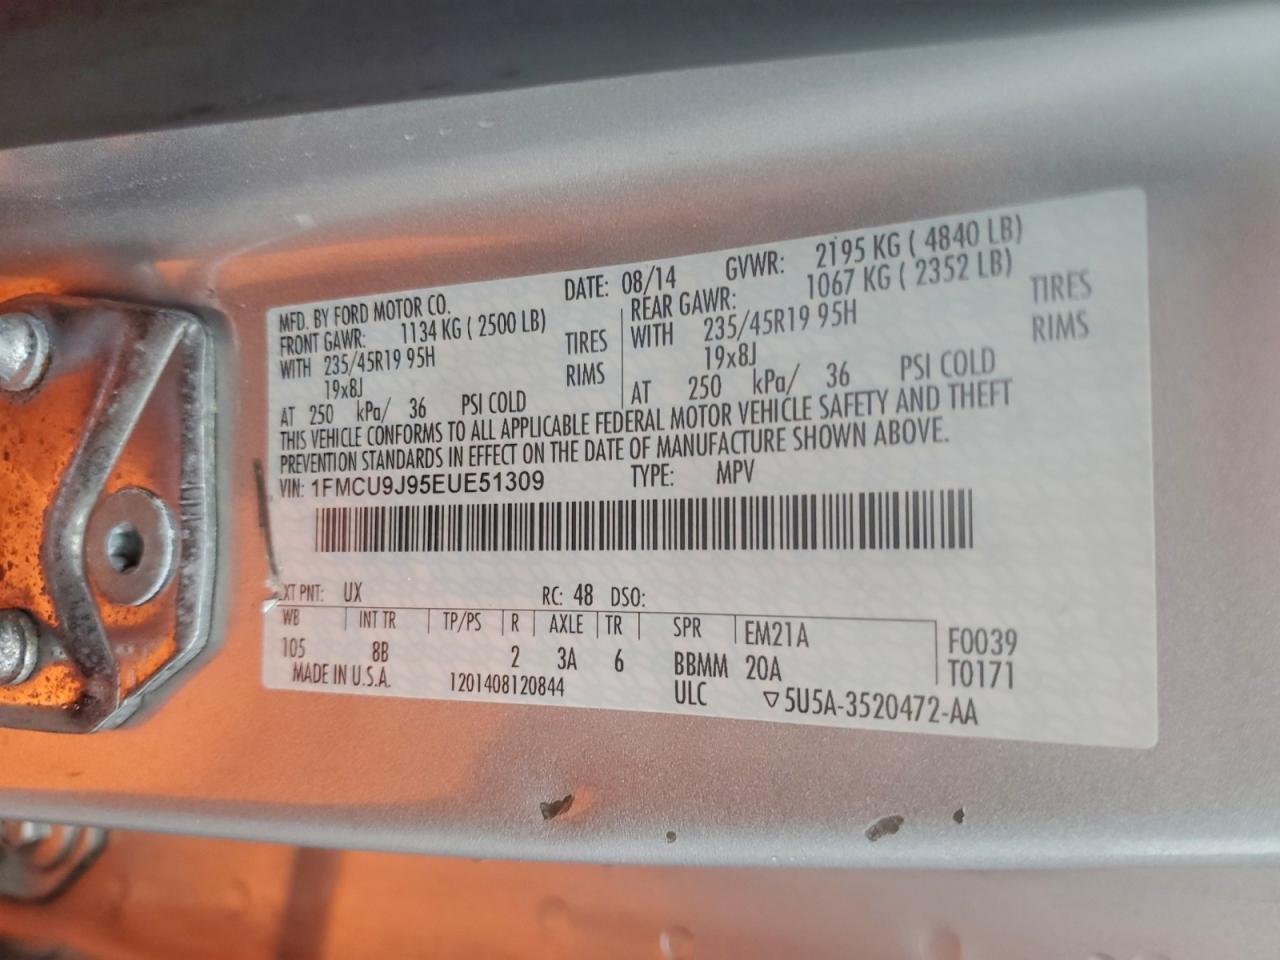 MFD. BY FORD MOTOR CO. DATE: 08/14 GVWR: 2195 KG ( 4840 LB)
FRONT GAWR: 1134 KG ( 2500 LB) REAR GAWR: 1067 KG ( 2352 LB)
WITH 235/45R19 95H TIRES WITH 235/45R19 95H TIRES
19x8J RIMS 19x8J RIMS
AT 250 kPa/ 36 PSI COLD AT 250 kPa/ 36 PSI COLD
THIS VEHICLE CONFORMS TO ALL APPLICABLE FEDERAL MOTOR VEHICLE SAFETY AND THEFT
PREVENTION STANDARDS IN EFFECT ON THE DATE OF MANUFACTURE SHOWN ABOVE.
VIN: 1FMCU9J95EUE51309 TYPE: MPV
XT PNT: UX RC: 48 DSO:
WB INT TR TP/PS R AXLE TR SPR EM21A F0039
105 8B 2 3A 6 BBMM 20A T0171
MADE IN U.S.A. 1201408120844 ULC ▽5U5A-3520472-AA